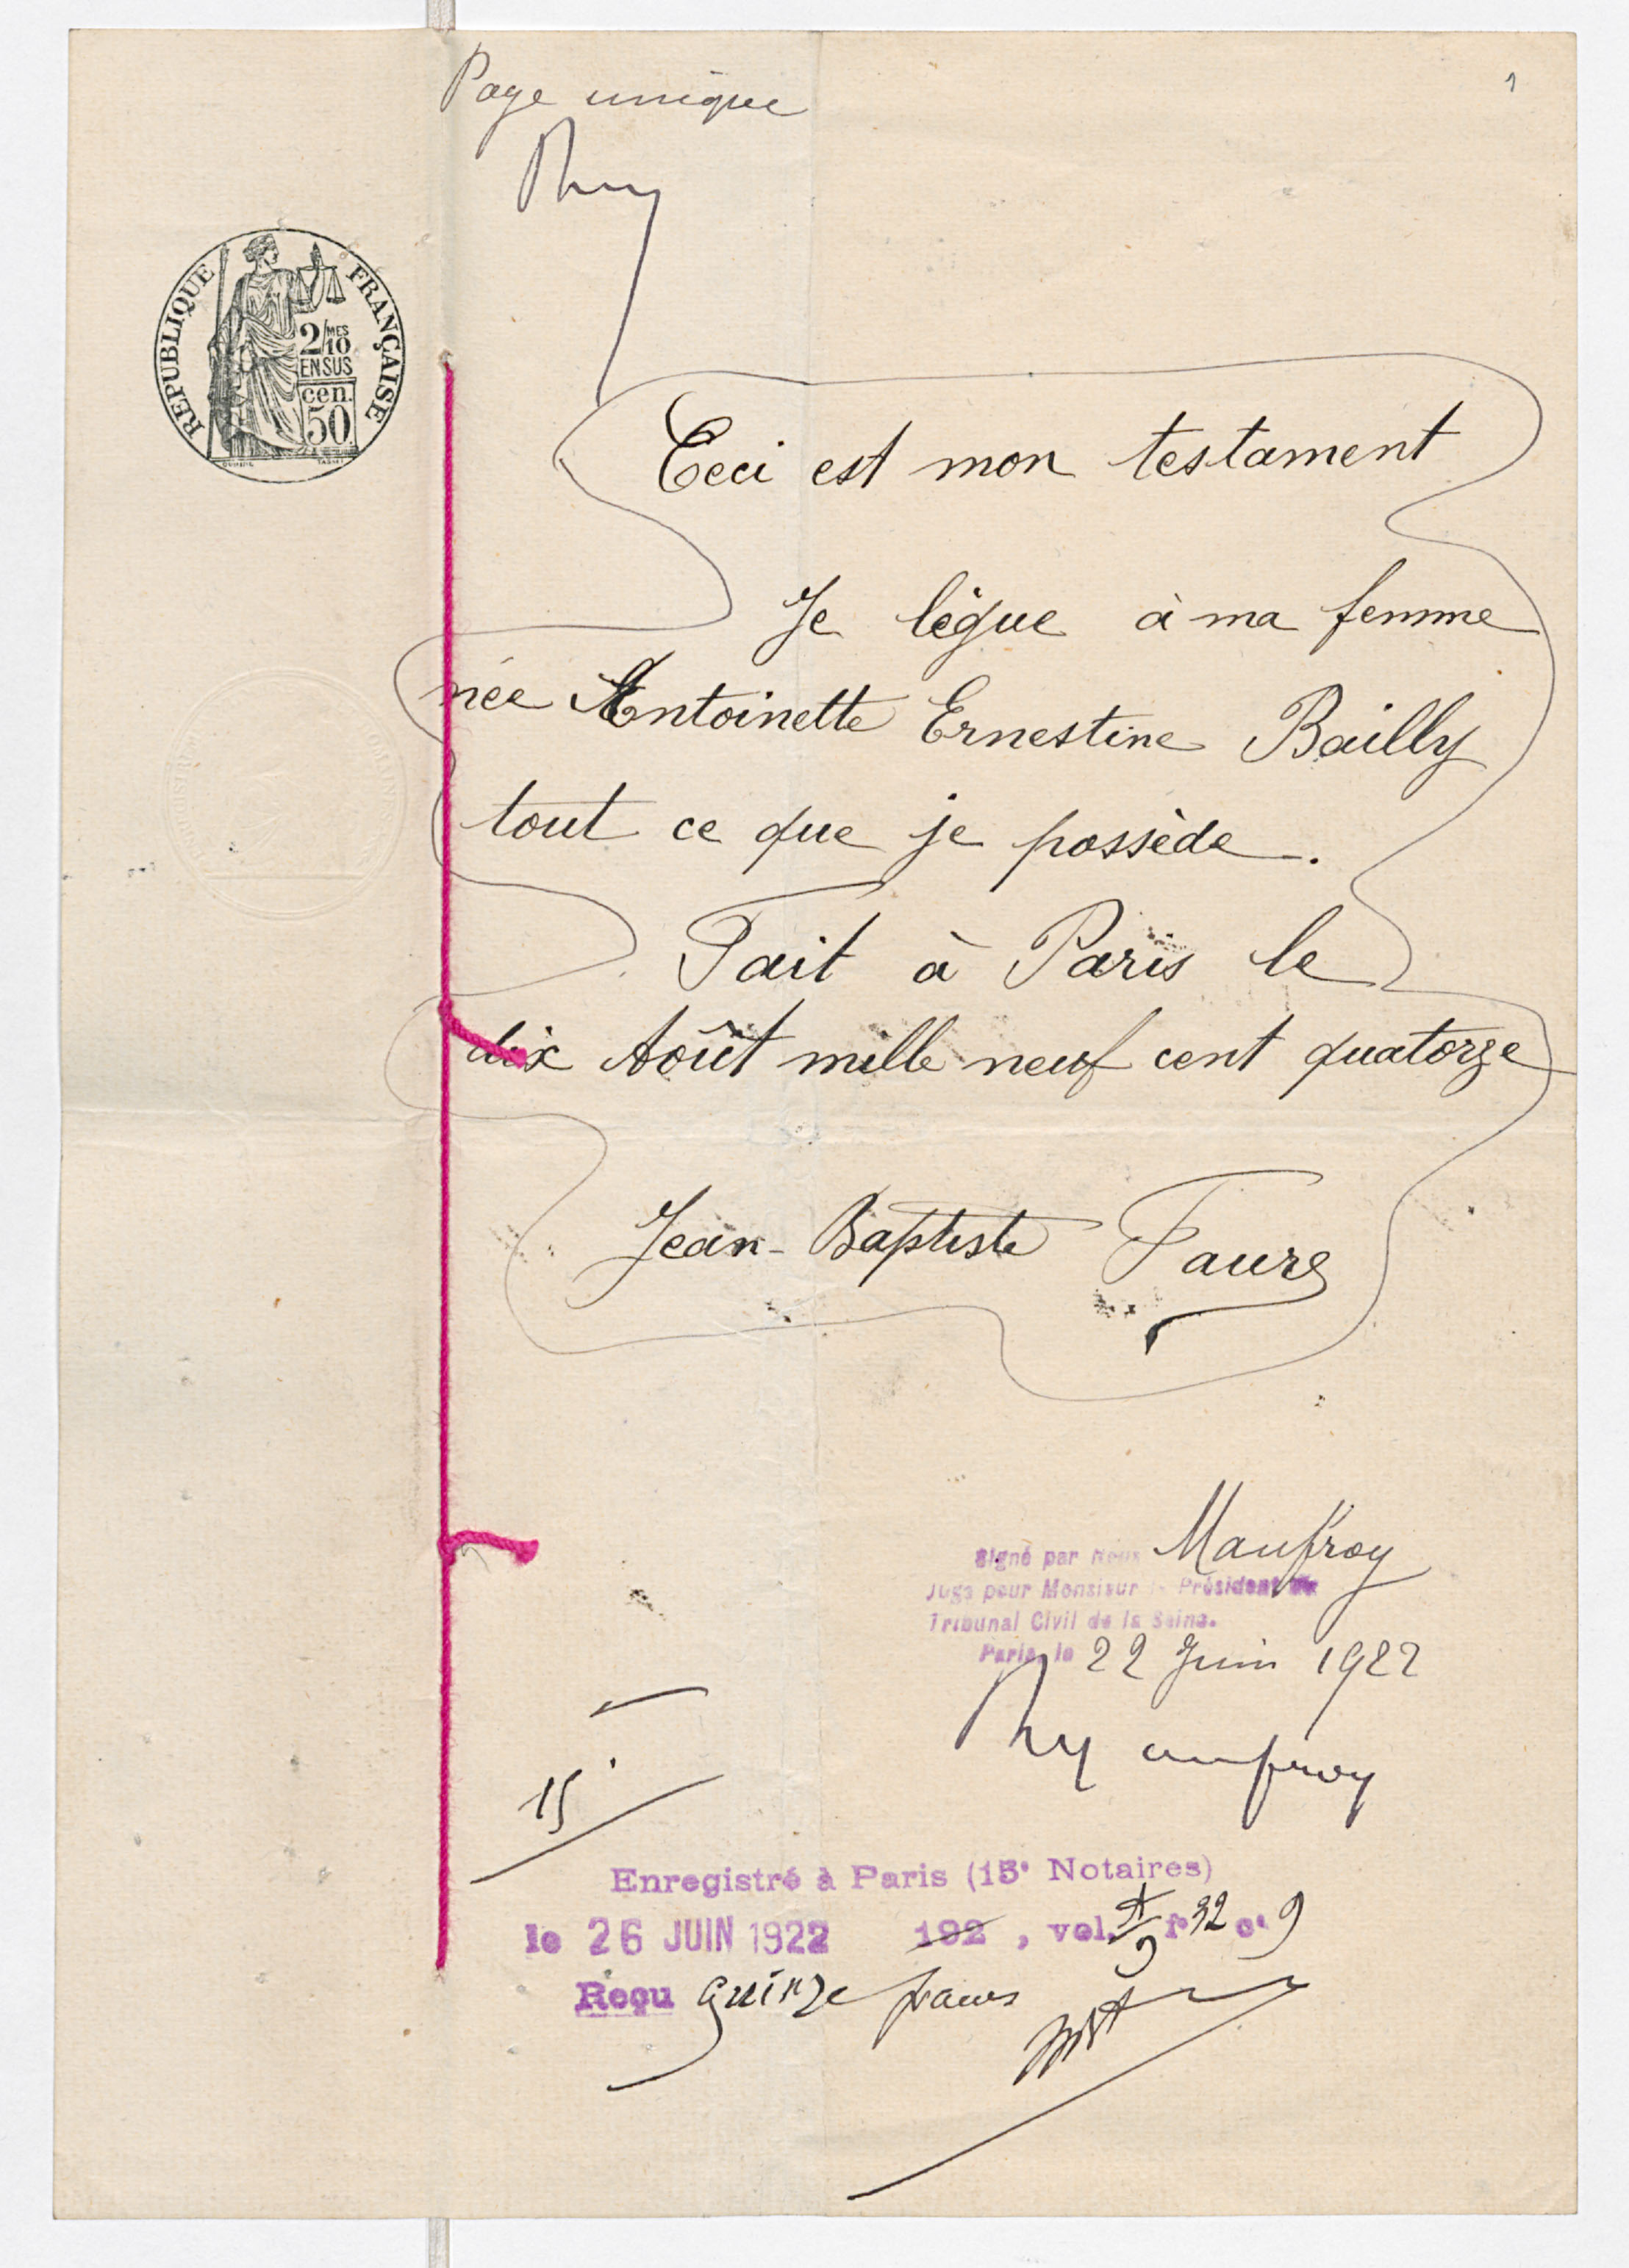 Page unique
1
REPUBLIQUE FRANÇAISE
2/MES 10
EN SUS
cen.
50
Ceci est mon testament
Je lègue à ma femme
née Antoinette Ernestine Bailly
tout ce que je possède.
Fait à Paris le
dix Août mille neuf cent quatorze
Jean-Baptiste Faure
Signé par Nous Maufroy
Juge pour Monsieur le Président du
Tribunal Civil de la Seine.
Paris, le 22 Juin 1922
Maufroy
15
Enregistré à Paris (15e Notaires)
le 26 JUIN 1922 192 , vol. fo 32 ce 9
Reçu quinze francs